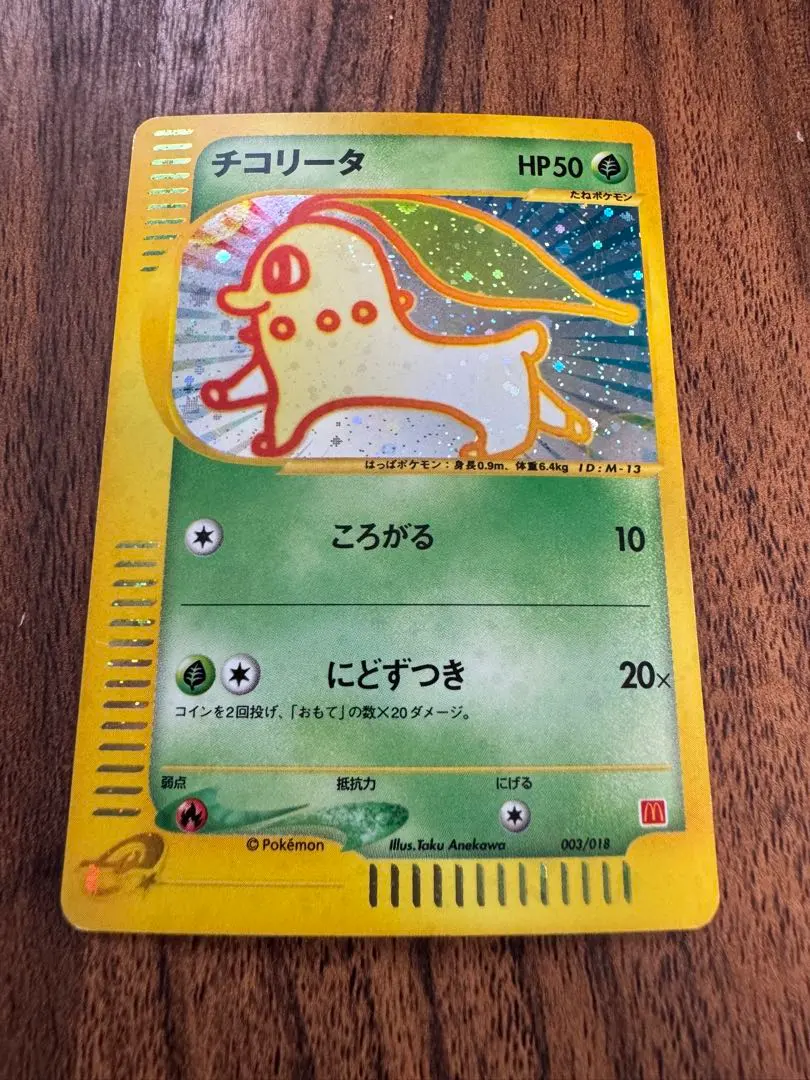 チコリータ HP50
たねポケモン
はっぱポケモン：身長0.9m、体重6.4kg ID:M-13
ころがる 10
にどずつき 20×
コインを2回投げ、「おもて」の数×20ダメージ。
弱点 抵抗力 にげる
©Pokémon Illus.Taku Anekawa 003/018